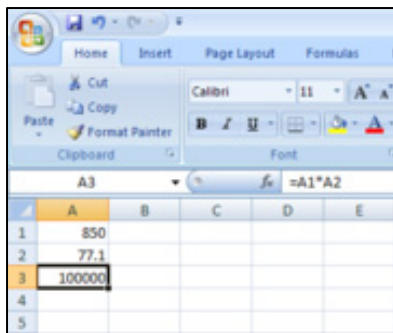 Home Insert Page Layout Formulas
Cut
Copy
Format Painter
Paste
Calibri 11 A A
B I U A
Clipboard Font
A3 fx =A1*A2
A B C D E
1 850
2 77.1
3 100000
4
5